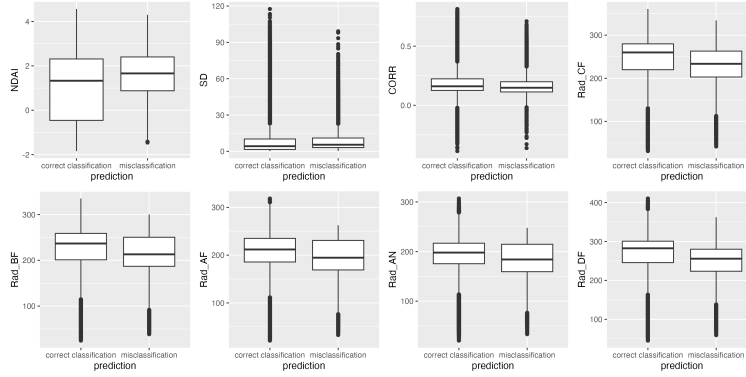 NDAI
4
2
0
−2
correct classification
misclassification
prediction
SD
120
90
60
30
0
correct classification
misclassification
prediction
CORR
0.5
0.0
correct classification
misclassification
prediction
Rad_CF
300
200
100
correct classification
misclassification
prediction
Rad_BF
300
200
100
correct classification
misclassification
prediction
Rad_AF
300
200
100
correct classification
misclassification
prediction
Rad_AN
300
200
100
correct classification
misclassification
prediction
Rad_DF
400
300
200
100
correct classification
misclassification
prediction